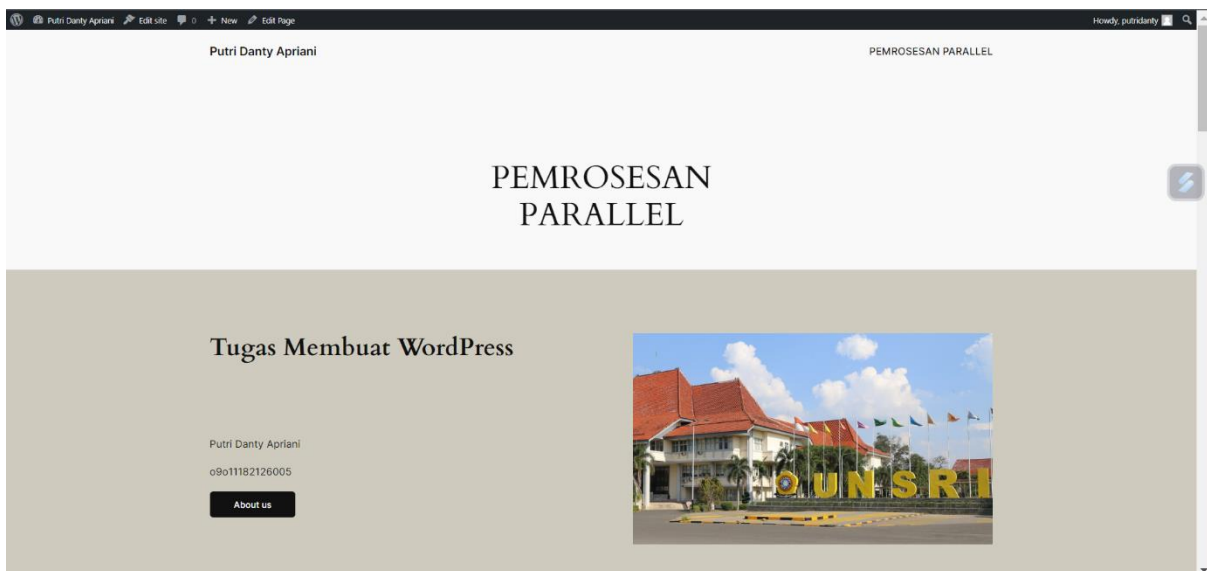 Putri Danty Apriani Edit site 0 New Edit Page Howdy, putridanty
Putri Danty Apriani PEMROSESAN PARALLEL
PEMROSESAN
PARALLEL
Tugas Membuat WordPress
Putri Danty Apriani
o9o11182126005
About us
UNSRI